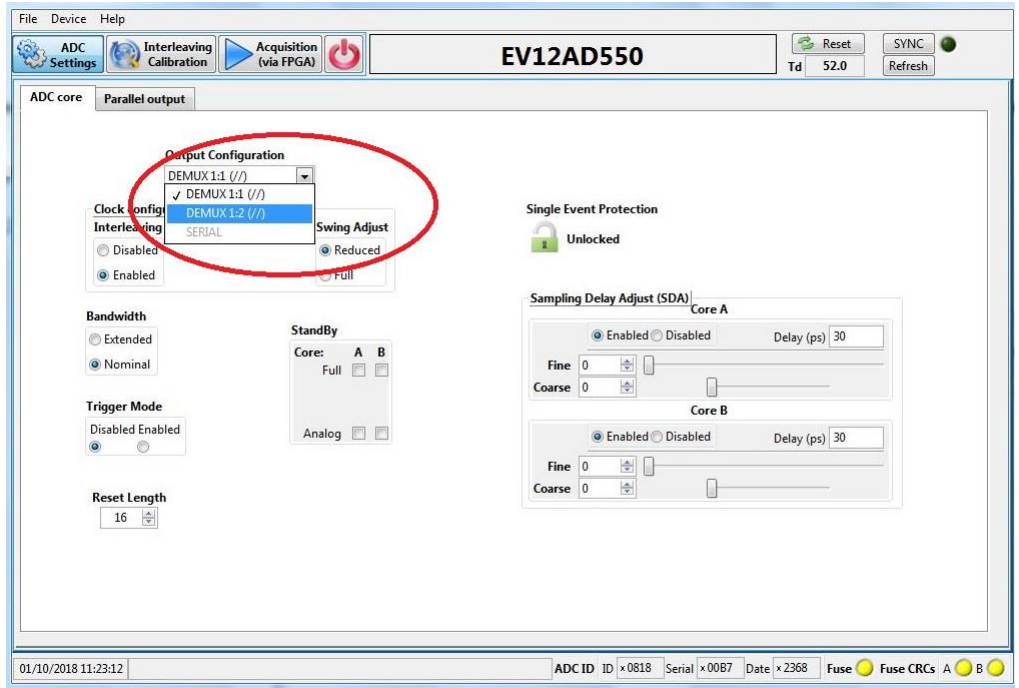 File Device Help
ADC Settings
Interleaving Calibration
Acquisition (via FPGA)
EV12AD550
Reset
SYNC
Td 52.0
Refresh
ADC core
Parallel output
Output Configuration
DEMUX 1:1 (//)
✓ DEMUX 1:1 (//)
DEMUX 1:2 (//)
SERIAL
Clock
Interleaving
Swing Adjust
Disabled
Reduced
Enabled
Full
Single Event Protection
Unlocked
Bandwidth
Extended
Nominal
StandBy
Core: A B
Full
Analog
Trigger Mode
Disabled Enabled
Reset Length
16
Sampling Delay Adjust (SDA)
Core A
Enabled Disabled Delay (ps) 30
Fine 0
Coarse 0
Core B
Enabled Disabled Delay (ps) 30
Fine 0
Coarse 0
01/10/2018 11:23:12
ADC ID ID x 0818 Serial x 00B7 Date x 2368 Fuse Fuse CRCs A B